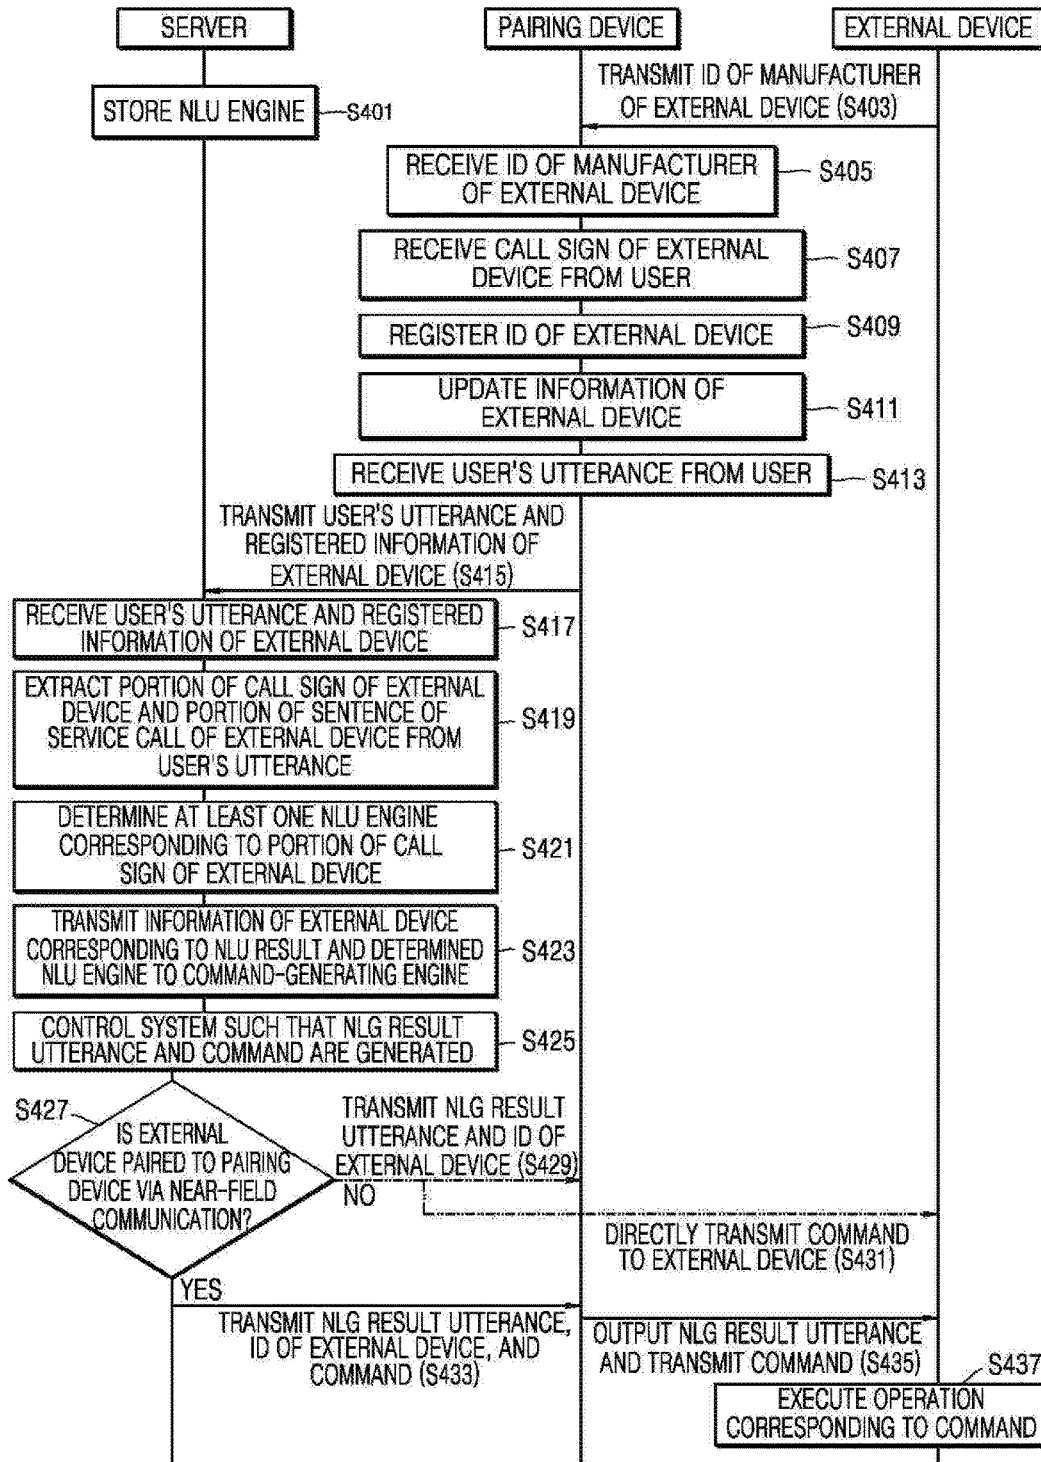 SERVER
PAIRING DEVICE
EXTERNAL DEVICE
STORE NLU ENGINE
S401
TRANSMIT ID OF MANUFACTURER
OF EXTERNAL DEVICE (S403)
RECEIVE ID OF MANUFACTURER
OF EXTERNAL DEVICE
S405
RECEIVE CALL SIGN OF EXTERNAL
DEVICE FROM USER
S407
REGISTER ID OF EXTERNAL DEVICE
S409
UPDATE INFORMATION OF
EXTERNAL DEVICE
S411
RECEIVE USER'S UTTERANCE FROM USER
S413
TRANSMIT USER'S UTTERANCE AND
REGISTERED INFORMATION OF
EXTERNAL DEVICE (S415)
RECEIVE USER'S UTTERANCE AND REGISTERED
INFORMATION OF EXTERNAL DEVICE
S417
EXTRACT PORTION OF CALL SIGN OF EXTERNAL
DEVICE AND PORTION OF SENTENCE OF
SERVICE CALL OF EXTERNAL DEVICE FROM
USER'S UTTERANCE
S419
DETERMINE AT LEAST ONE NLU ENGINE
CORRESPONDING TO PORTION OF CALL
SIGN OF EXTERNAL DEVICE
S421
TRANSMIT INFORMATION OF EXTERNAL DEVICE
CORRESPONDING TO NLU RESULT AND DETERMINED
NLU ENGINE TO COMMAND-GENERATING ENGINE
S423
CONTROL SYSTEM SUCH THAT NLG RESULT
UTTERANCE AND COMMAND ARE GENERATED
S425
S427
IS EXTERNAL
DEVICE PAIRED TO PAIRING
DEVICE VIA NEAR-FIELD
COMMUNICATION?
TRANSMIT NLG RESULT
UTTERANCE AND ID OF
EXTERNAL DEVICE (S429)
NO
DIRECTLY TRANSMIT COMMAND
TO EXTERNAL DEVICE (S431)
YES
TRANSMIT NLG RESULT UTTERANCE,
ID OF EXTERNAL DEVICE, AND
COMMAND (S433)
OUTPUT NLG RESULT UTTERANCE
AND TRANSMIT COMMAND (S435)
S437
EXECUTE OPERATION
CORRESPONDING TO COMMAND